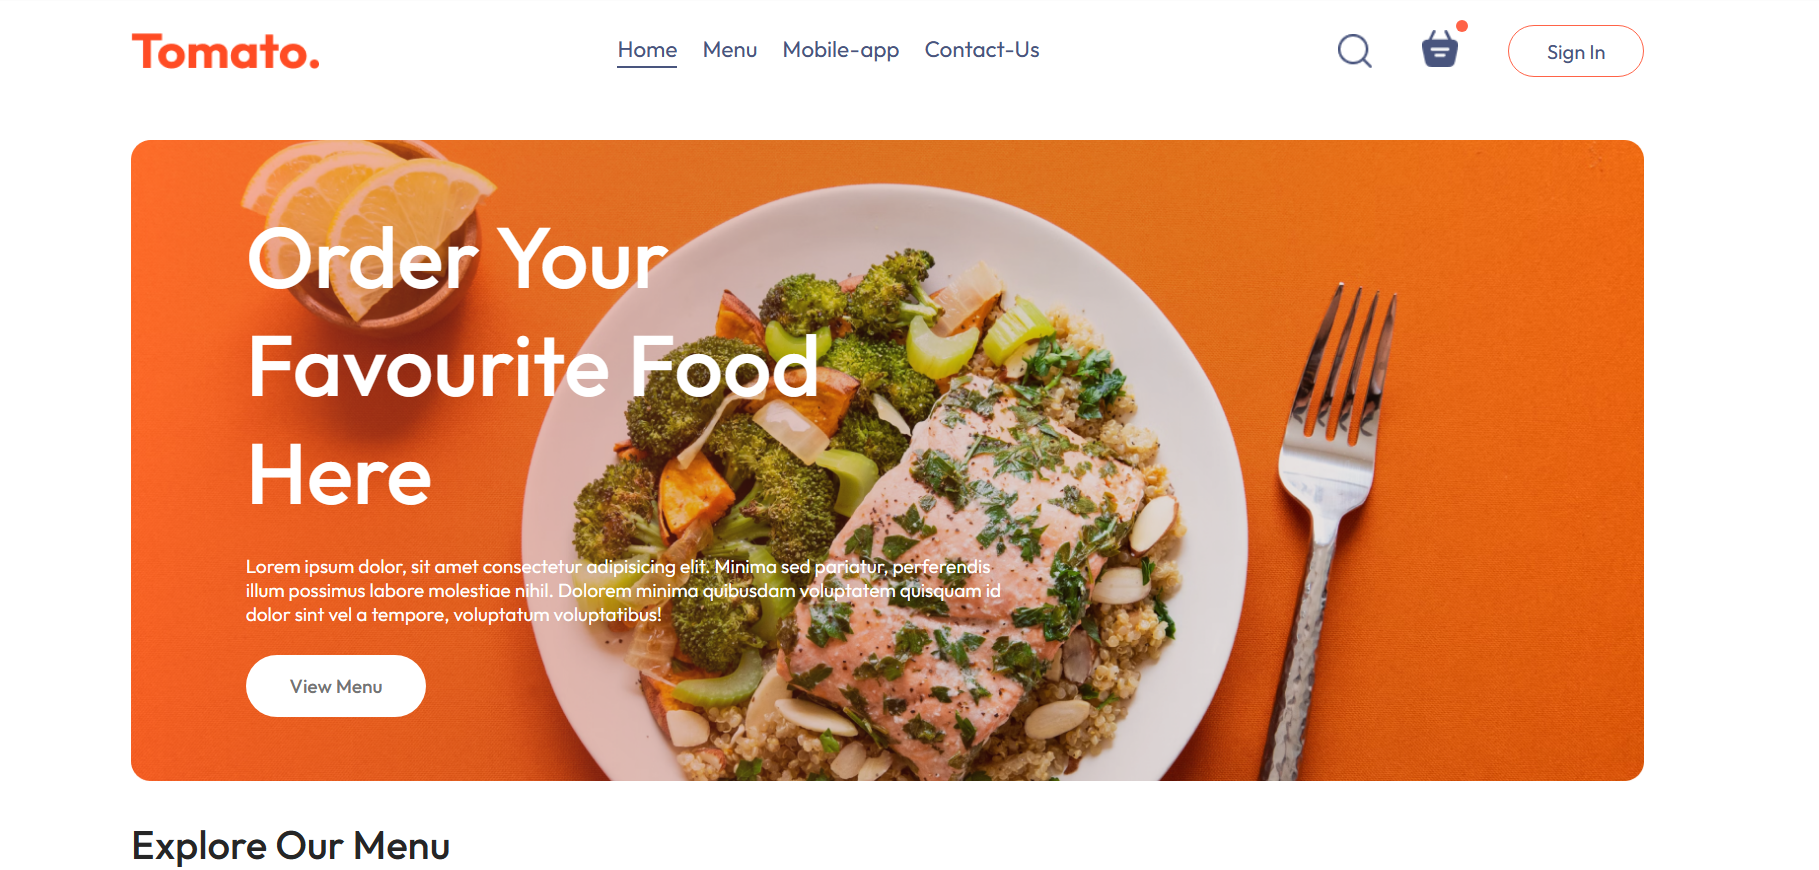 Tomato.
Home Menu Mobile-app Contact-Us
Sign In
Order Your
Favourite Food
Here
Lorem ipsum dolor, sit amet consectetur adipisicing elit. Minima sed pariatur, perferendis
illum possimus labore molestiae nihil. Dolorem minima quibusdam voluptatem quisquam id
dolor sint vel a tempore, voluptatum voluptatibus!
View Menu
Explore Our Menu